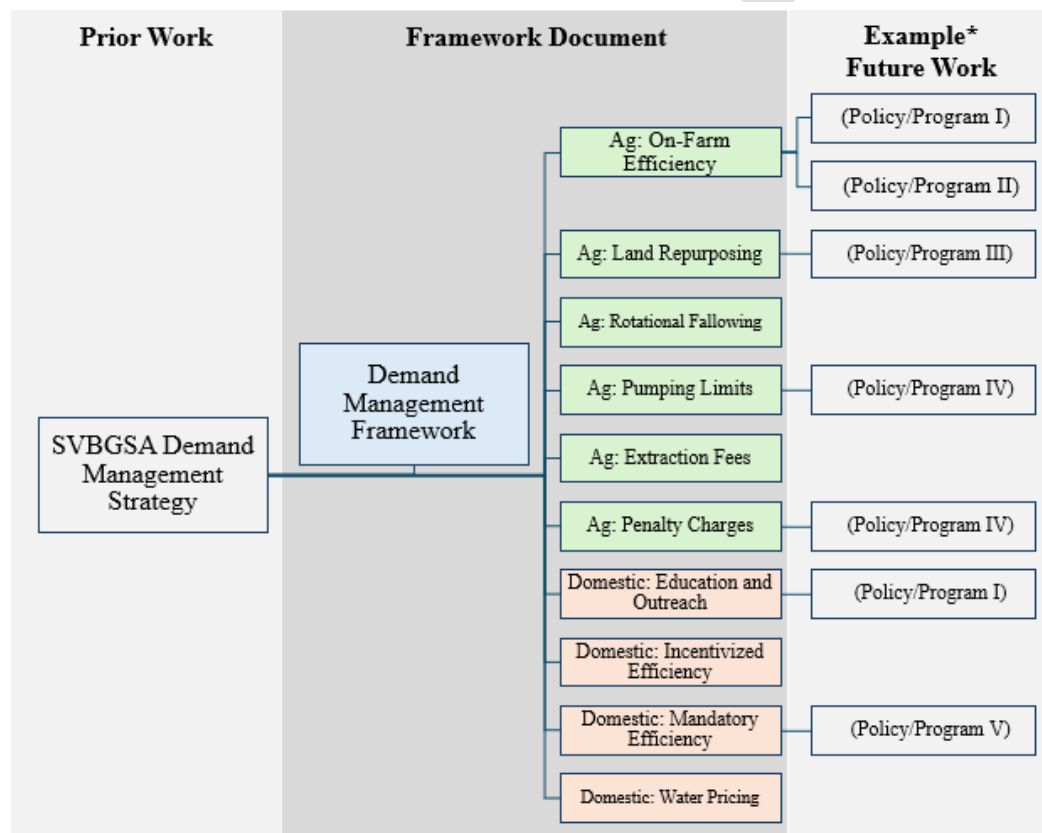 Prior Work
Framework Document
Example*
Future Work
SVBGSA Demand
Management
Strategy
Demand
Management
Framework
Ag: On-Farm
Efficiency
(Policy/Program I)
(Policy/Program II)
Ag: Land Repurposing
(Policy/Program III)
Ag: Rotational Fallowing
Ag: Pumping Limits
(Policy/Program IV)
Ag: Extraction Fees
Ag: Penalty Charges
(Policy/Program IV)
Domestic: Education and
Outreach
(Policy/Program I)
Domestic: Incentivized
Efficiency
Domestic: Mandatory
Efficiency
(Policy/Program V)
Domestic: Water Pricing